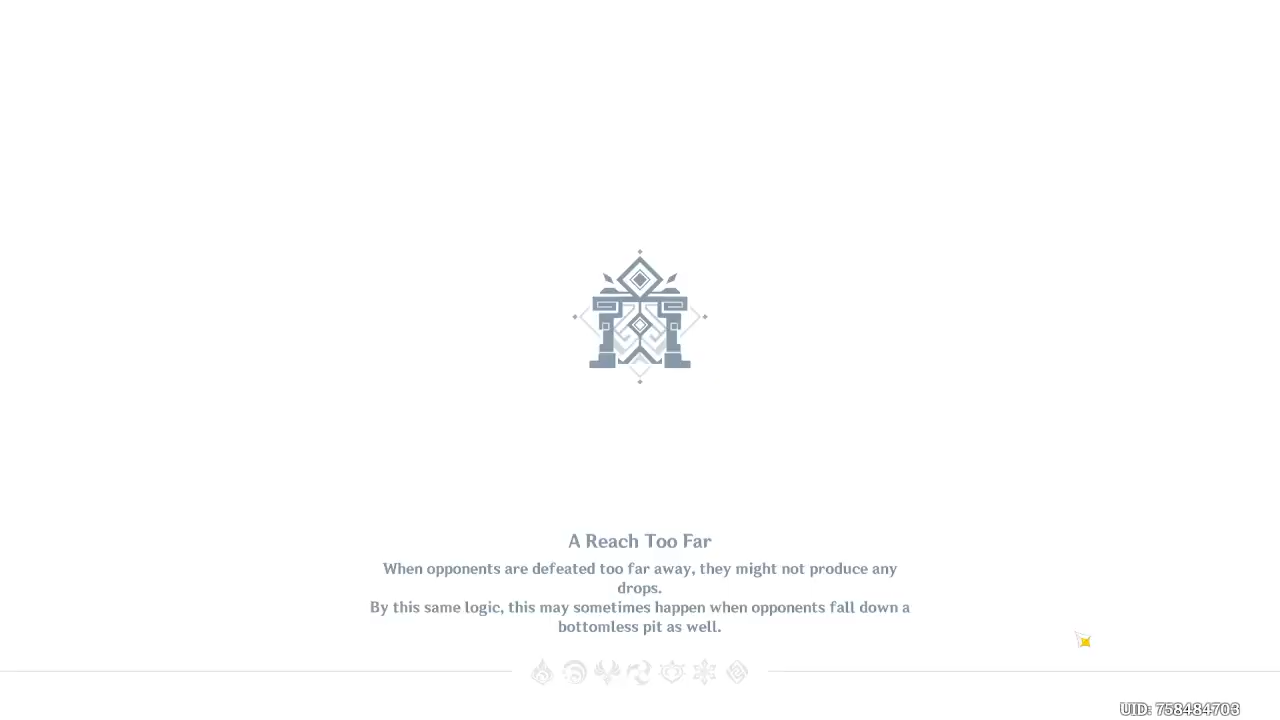 A Reach Too Far
When opponents are defeated too far away, they might not produce any
drops.
By this same logic, this may sometimes happen when opponents fall down a
bottomless pit as well.
UID: 758484703